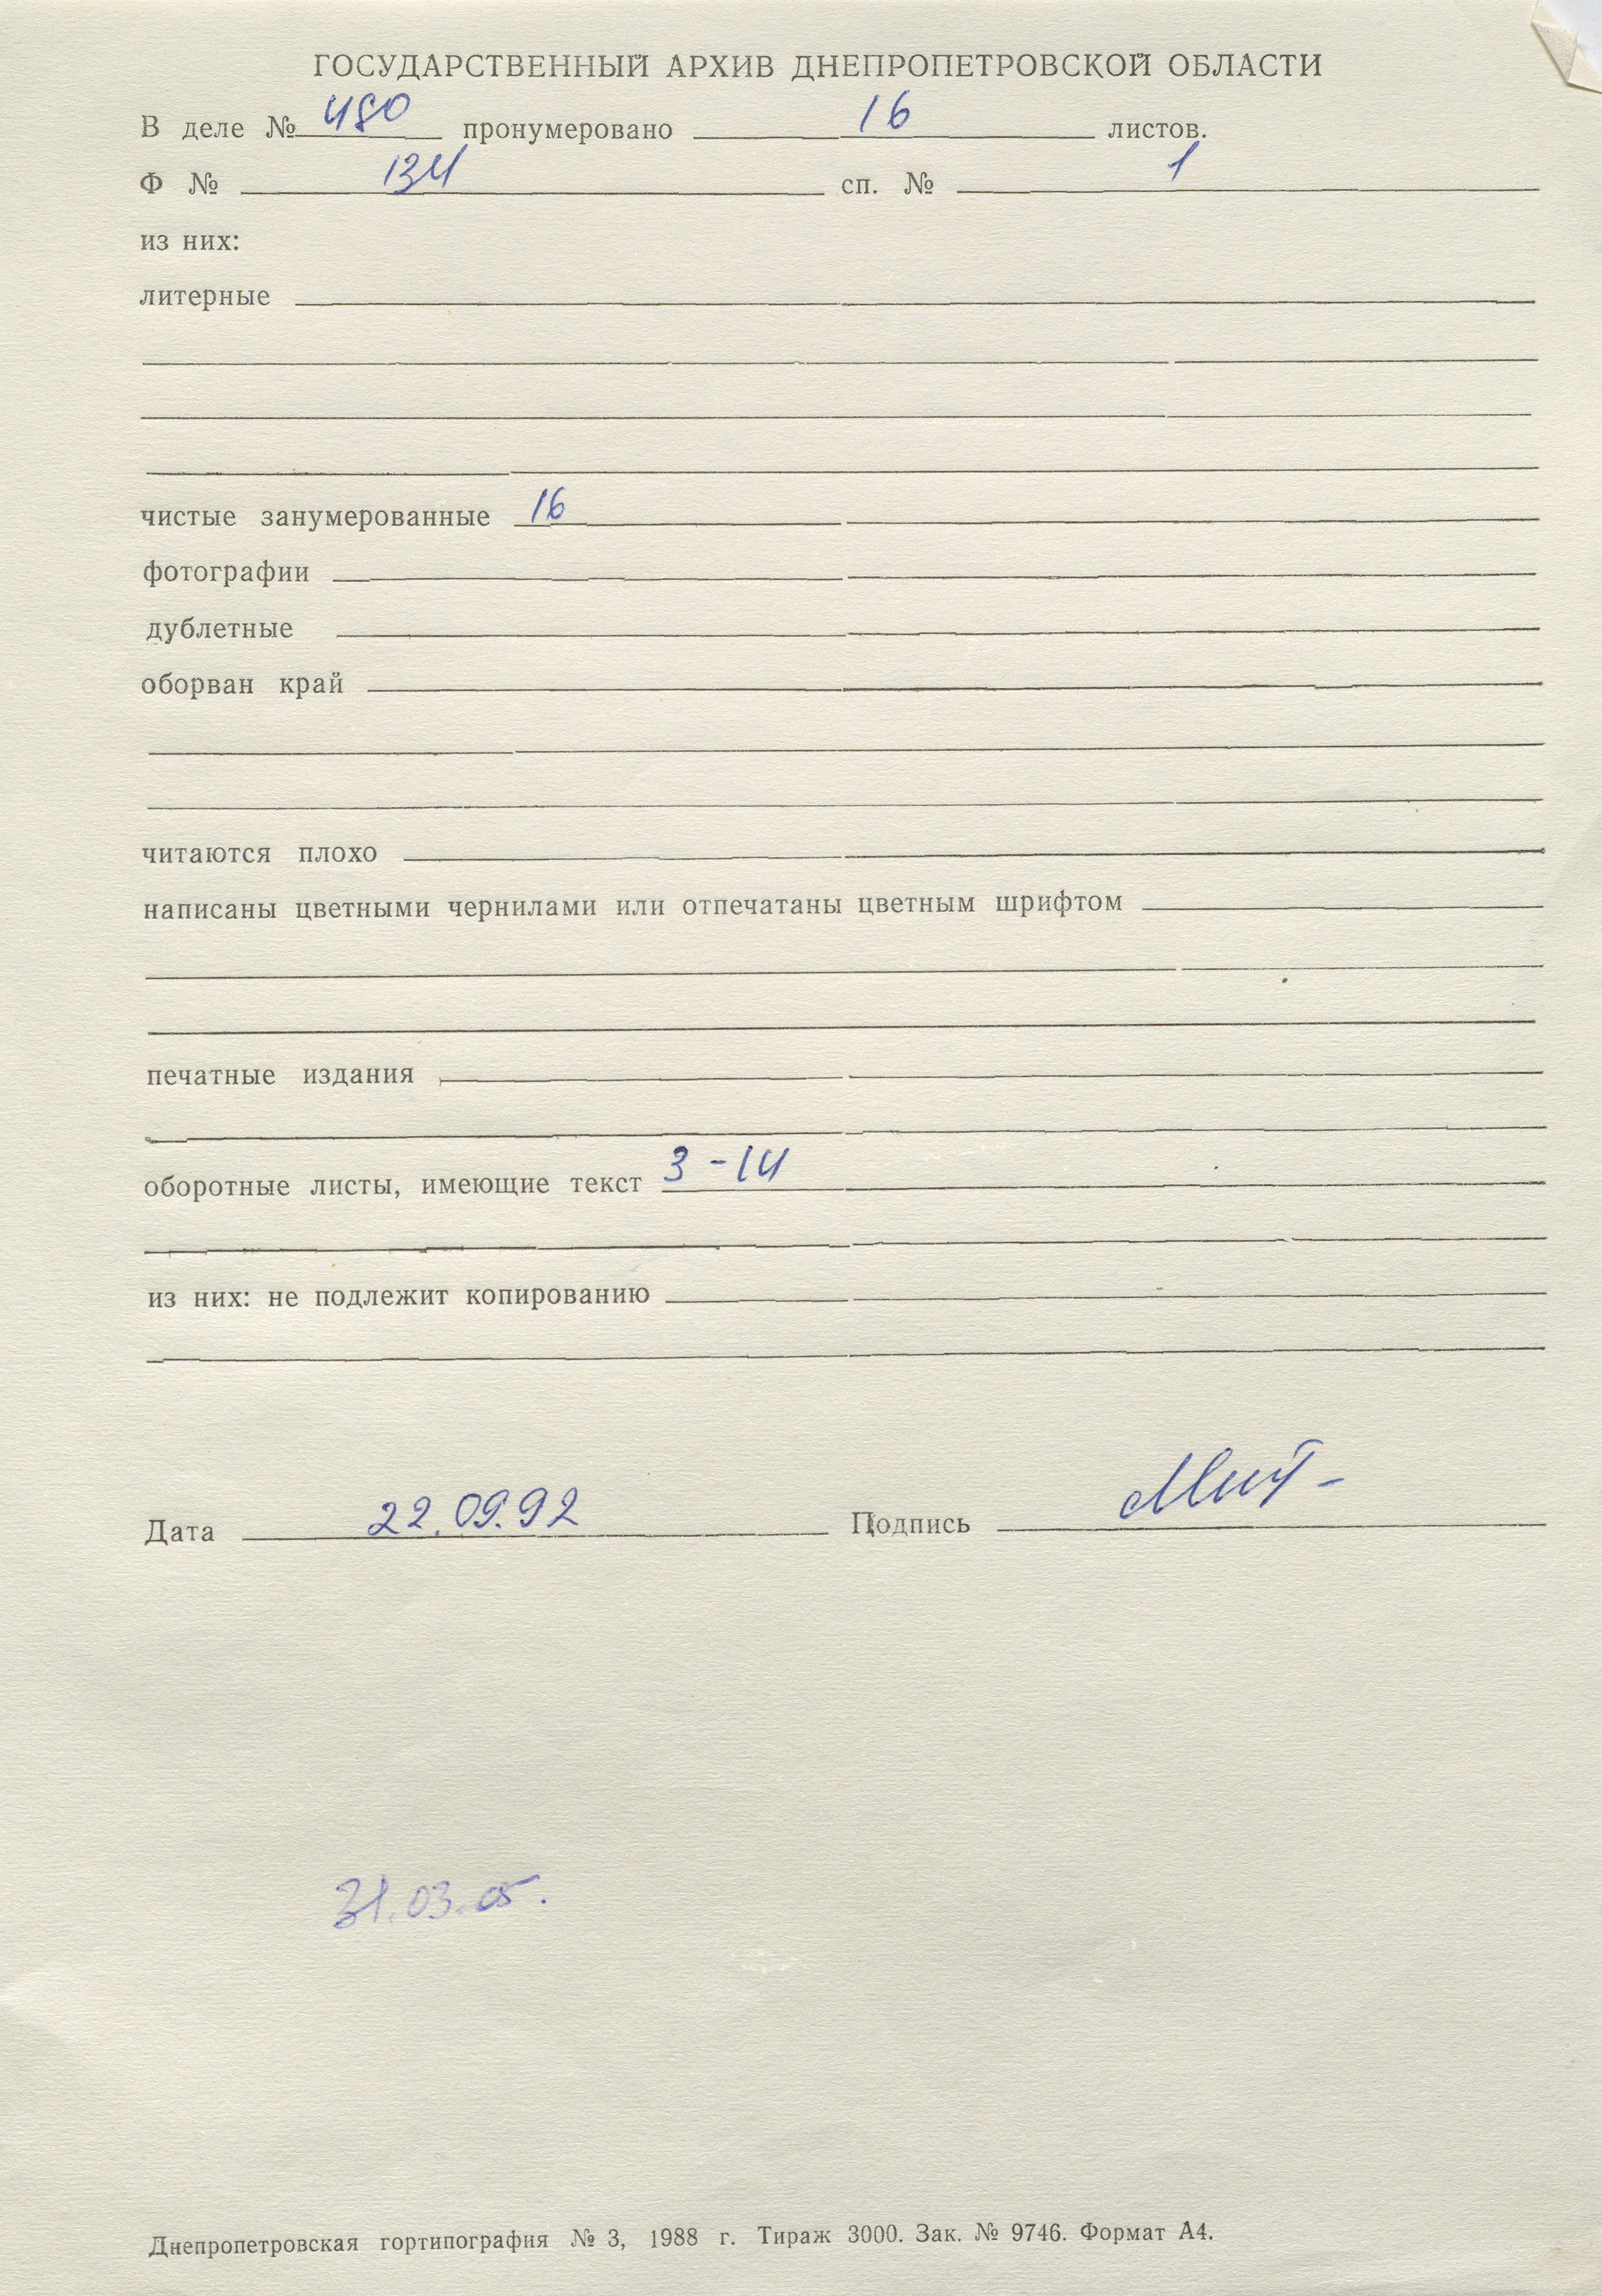 ГОСУДАРСТВЕННЫЙ АРХИВ ДНЕПРОПЕТРОВСКОЙ ОБЛАСТИ
В деле № 480 пронумеровано 16 листов.
Ф № 134 сп. № 1
из них:
литерные
чистые занумерованные 16
фотографии
дублетные
оборван край
читаются плохо
написаны цветными чернилами или отпечатаны цветным шрифтом
печатные издания
оборотные листы, имеющие текст 3-14
из них: не подлежит копированию
Дата 22.09.92 Подпись
31.03.05.
Днепропетровская гортипография № 3, 1988 г. Тираж 3000. Зак. № 9746. Формат А4.